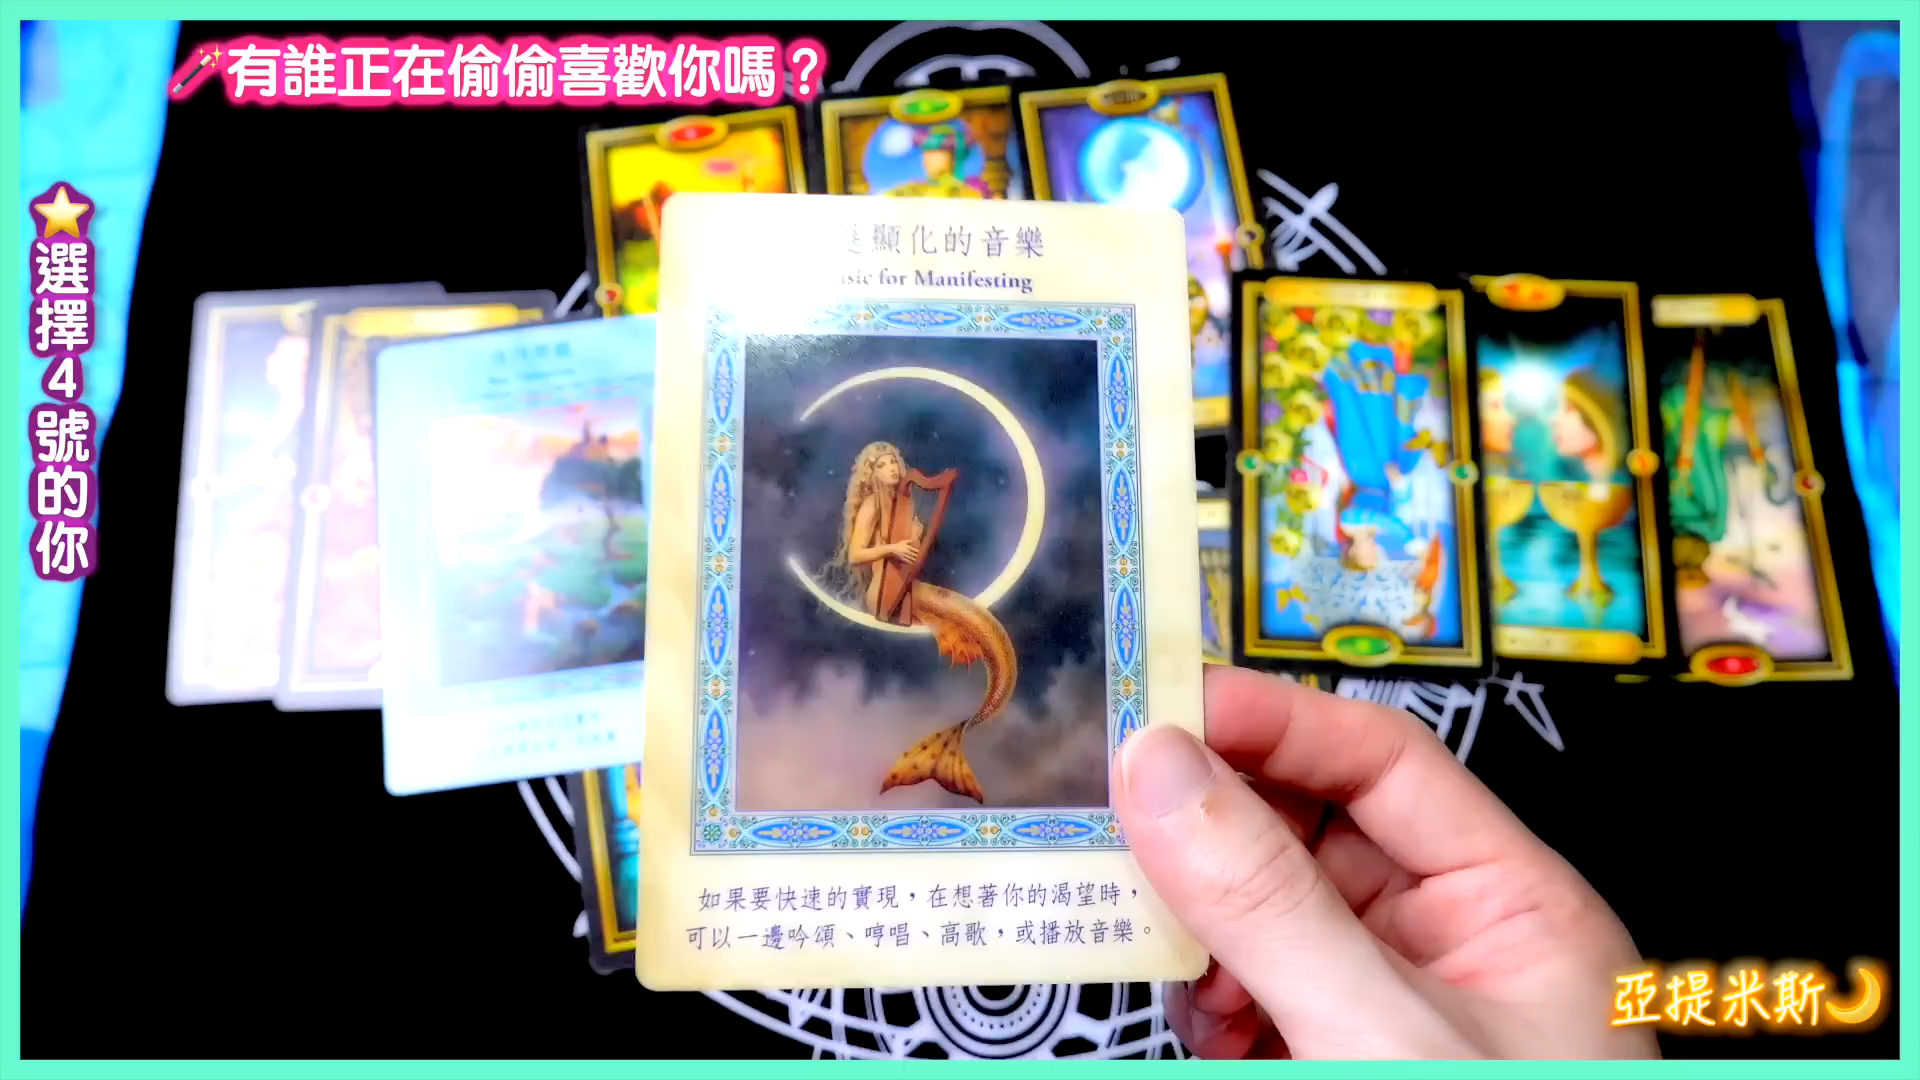 有誰正在偷偷喜歡你嗎？
選擇4號的你
顯化的音樂
for Manifesting
如果要快速的實現，在想著你的渴望時，
可以一邊吟頌、哼唱、高歌，或播放音樂。
亞提米斯